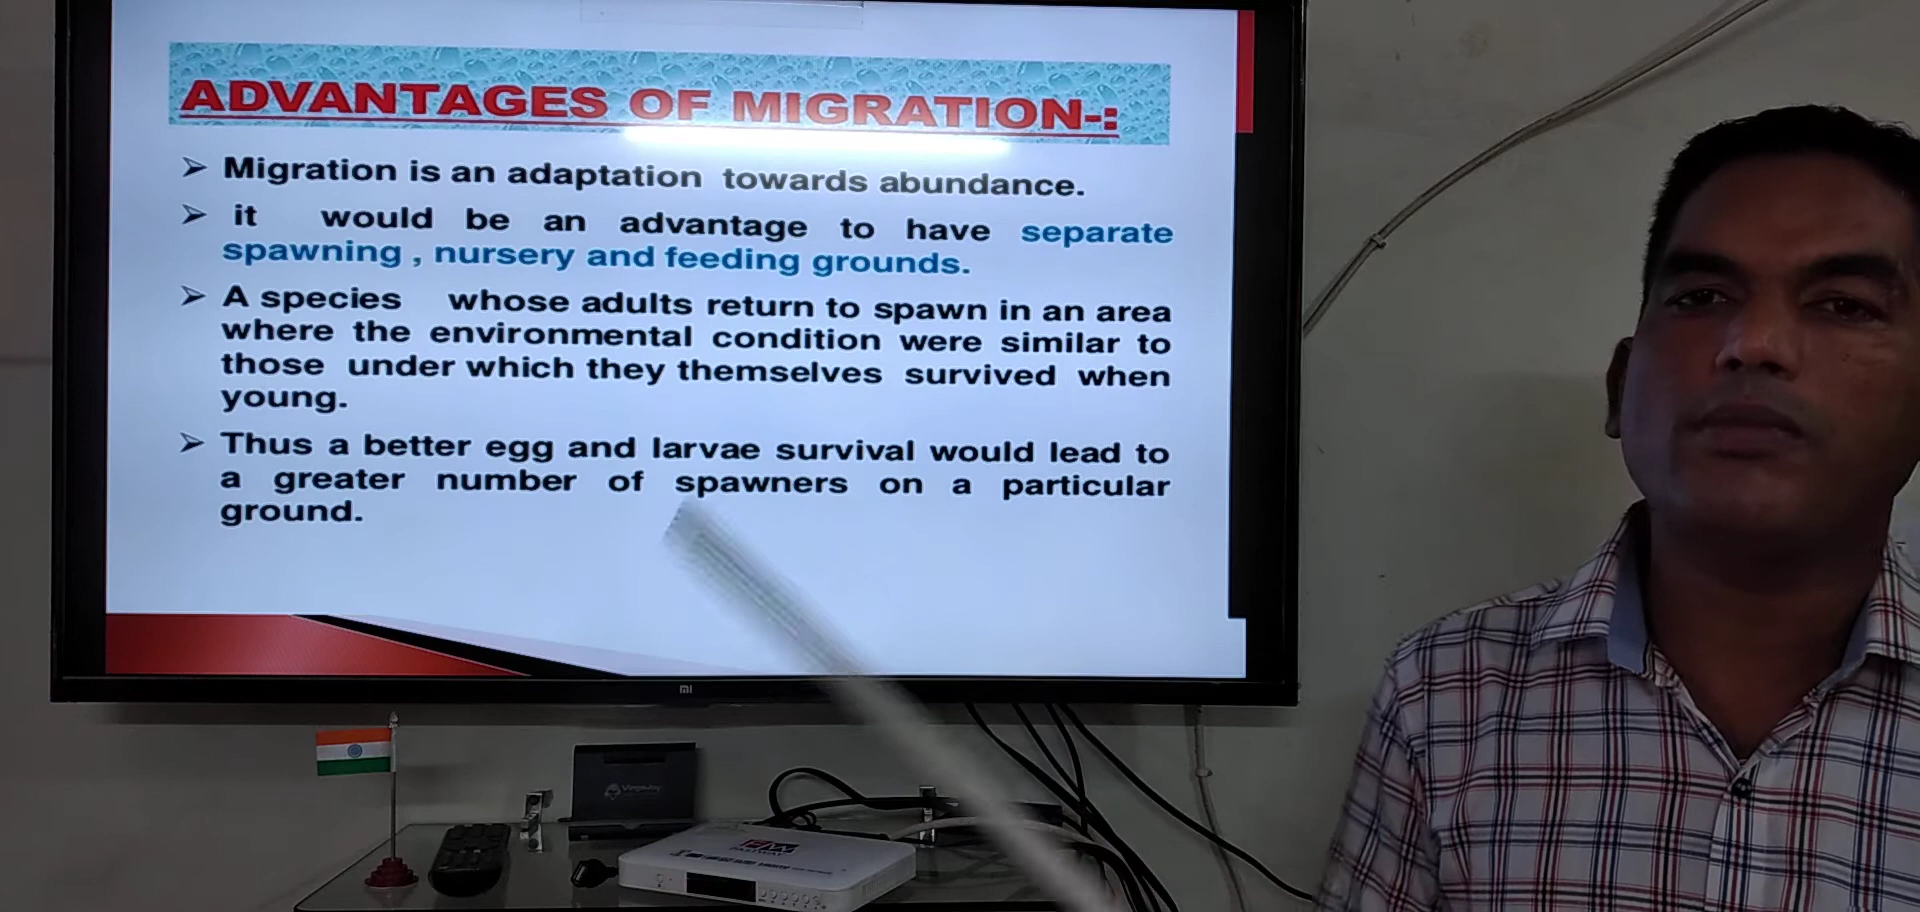 ADVANTAGES OF MIGRATION-:
➢ Migration is an adaptation towards abundance.
➢ it would be an advantage to have separate
spawning , nursery and feeding grounds.
➢ A species whose adults return to spawn in an area
where the environmental condition were similar to
those under which they themselves survived when
young.
➢ Thus a better egg and larvae survival would lead to
a greater number of spawners on a particular
ground.
mi
FASTWAY